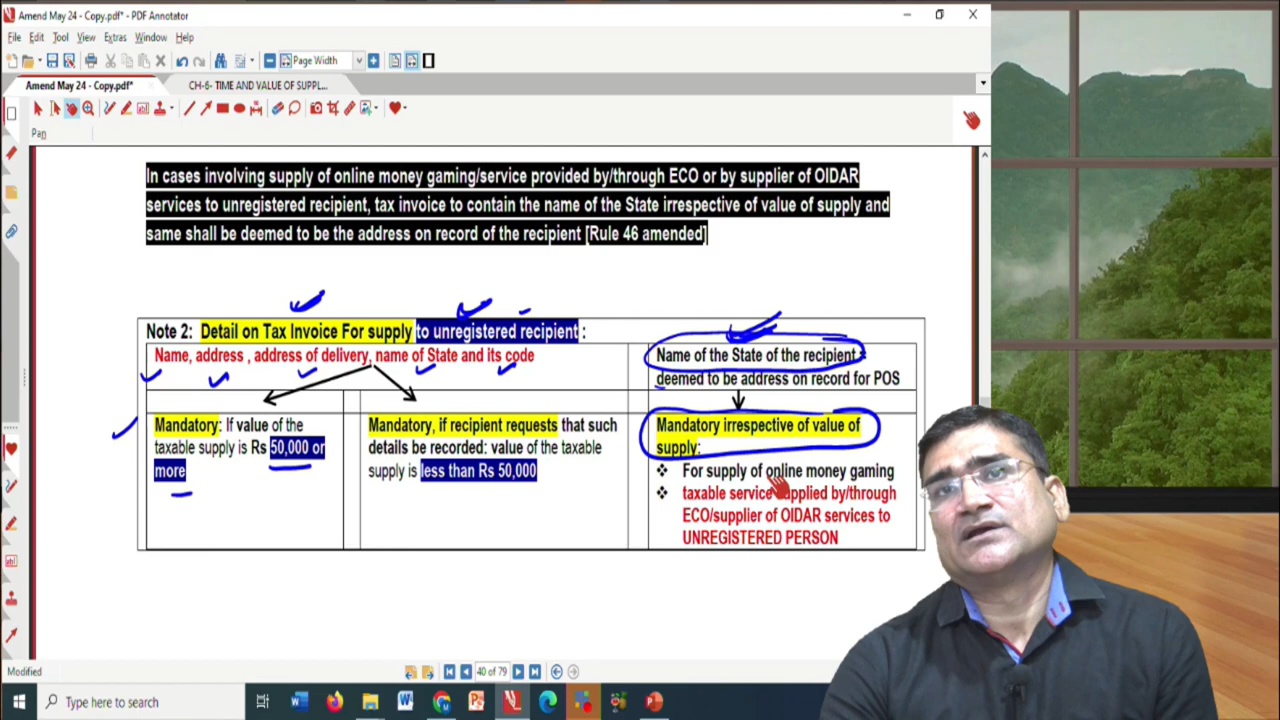 Amend May 24 - Copy.pdf* - PDF Annotator
File Edit Tool View Extras Window Help
Page Width
Amend May 24 - Copy.pdf*
CH-6- TIME AND VALUE OF SUPPL...
Pan
In cases involving supply of online money gaming/service provided by/through ECO or by supplier of OIDAR
services to unregistered recipient, tax invoice to contain the name of the State irrespective of value of supply and
same shall be deemed to be the address on record of the recipient [Rule 46 amended]
Note 2: Detail on Tax Invoice For supply to unregistered recipient :
Name, address , address of delivery, name of State and its code
Name of the State of the recipient
deemed to be address on record for POS
Mandatory: If value of the
taxable supply is Rs 50,000 or
more
Mandatory, if recipient requests that such
details be recorded: value of the taxable
supply is less than Rs 50,000
Mandatory irrespective of value of
supply:
❖ For supply of online money gaming
❖ taxable service supplied by/through
ECO/supplier of OIDAR services to
UNREGISTERED PERSON
Modified
40 of 79
Type here to search